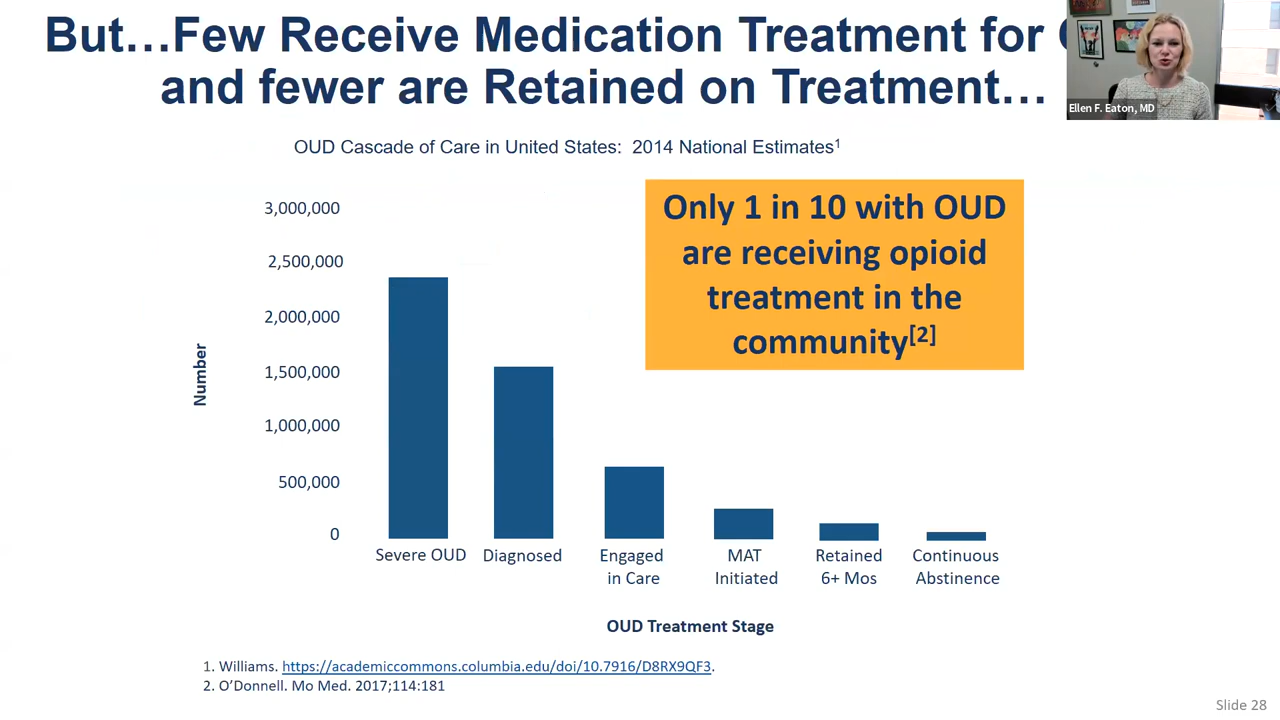 But…Few Receive Medication Treatment for
and fewer are Retained on Treatment…
Ellen F. Eaton, MD
OUD Cascade of Care in United States: 2014 National Estimates1
Only 1 in 10 with OUD
are receiving opioid
treatment in the
community[2]
3,000,000
2,500,000
2,000,000
1,500,000
1,000,000
500,000
0
Number
Severe OUD
Diagnosed
Engaged
in Care
MAT
Initiated
Retained
6+ Mos
Continuous
Abstinence
OUD Treatment Stage
1. Williams. https://academiccommons.columbia.edu/doi/10.7916/D8RX9QF3.
2. O’Donnell. Mo Med. 2017;114:181
Slide 28